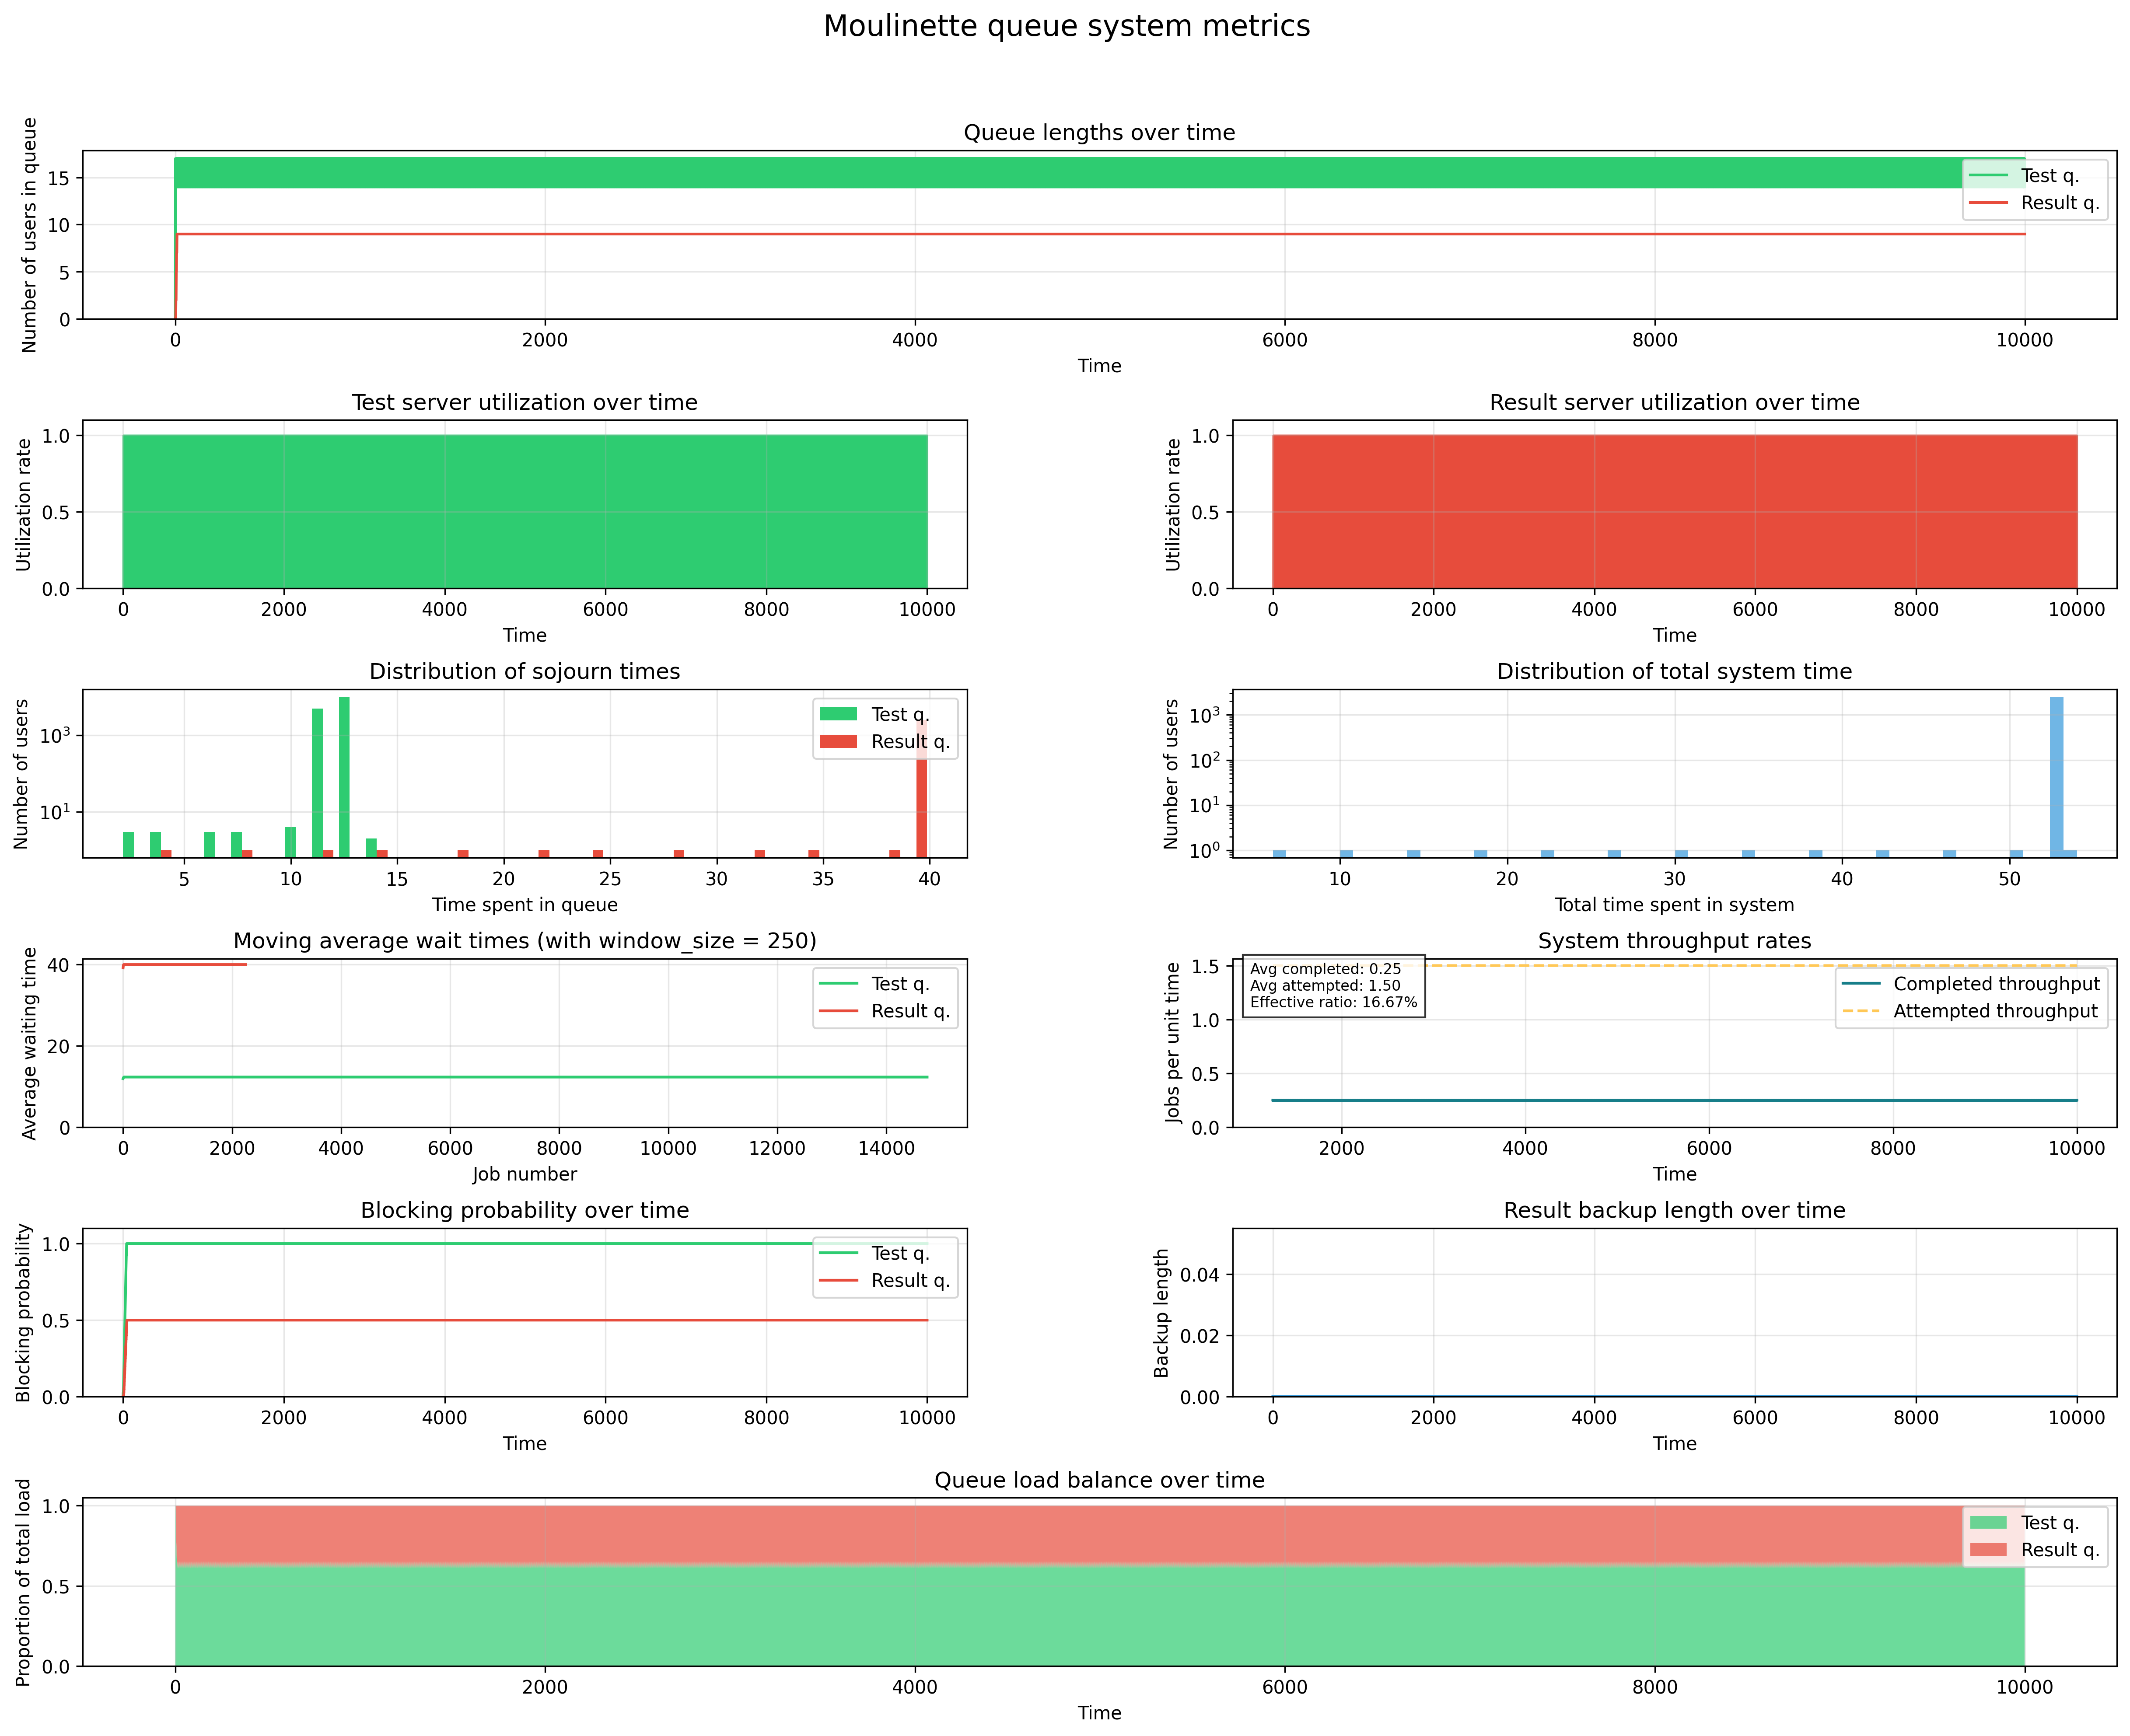 Moulinette queue system metrics
Queue lengths over time
Number of users in queue
15
10
5
0
Test q.
Result q.
0 2000 4000 6000 8000 10000
Time
Test server utilization over time
Utilization rate
1.0
0.5
0.0
0 2000 4000 6000 8000 10000
Time
Result server utilization over time
Utilization rate
1.0
0.5
0.0
0 2000 4000 6000 8000 10000
Time
Distribution of sojourn times
Number of users
10³
10¹
Test q.
Result q.
5 10 15 20 25 30 35 40
Time spent in queue
Distribution of total system time
Number of users
10³
10²
10¹
10⁰
10 20 30 40 50
Total time spent in system
Moving average wait times (with window_size = 250)
Average waiting time
40
20
0
Test q.
Result q.
0 2000 4000 6000 8000 10000 12000 14000
Job number
System throughput rates
Jobs per unit time
1.5
1.0
0.5
0.0
Avg completed: 0.25
Avg attempted: 1.50
Effective ratio: 16.67%
Completed throughput
Attempted throughput
2000 4000 6000 8000 10000
Time
Blocking probability over time
Blocking probability
1.0
0.5
0.0
Test q.
Result q.
0 2000 4000 6000 8000 10000
Time
Result backup length over time
Backup length
0.04
0.02
0.00
0 2000 4000 6000 8000 10000
Time
Queue load balance over time
Proportion of total load
1.0
0.5
0.0
Test q.
Result q.
0 2000 4000 6000 8000 10000
Time